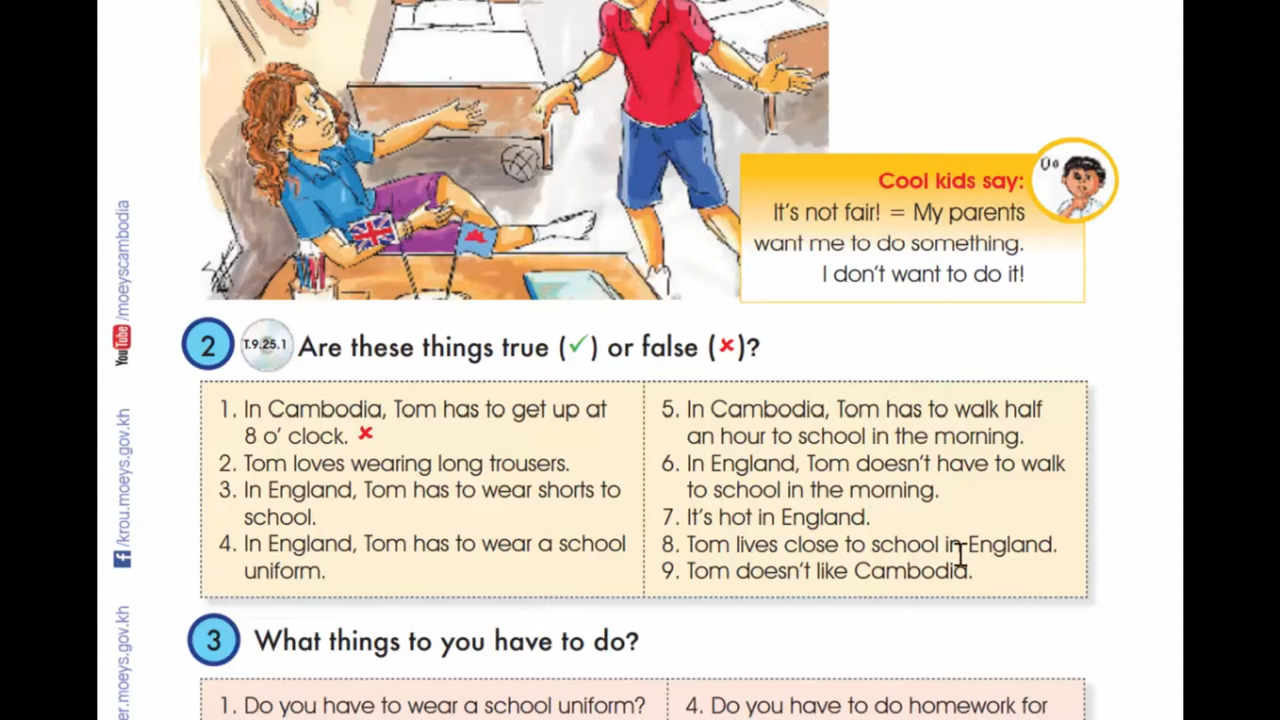 Cool kids say:
It's not fair! = My parents
want me to do something.
I don't want to do it!
YouTube /moeyscambodia
f /krou.moeys.gov.kh
er.moeys.gov.kh
2 T.9.25.1 Are these things true (✓) or false (✘)?
1. In Cambodia, Tom has to get up at
8 o' clock. ✘
2. Tom loves wearing long trousers.
3. In England, Tom has to wear shorts to
school.
4. In England, Tom has to wear a school
uniform.
5. In Cambodia, Tom has to walk half
an hour to school in the morning.
6. In England, Tom doesn't have to walk
to school in the morning.
7. It's hot in England.
8. Tom lives close to school in England.
9. Tom doesn't like Cambodia.
3 What things to you have to do?
1. Do you have to wear a school uniform?
4. Do you have to do homework for